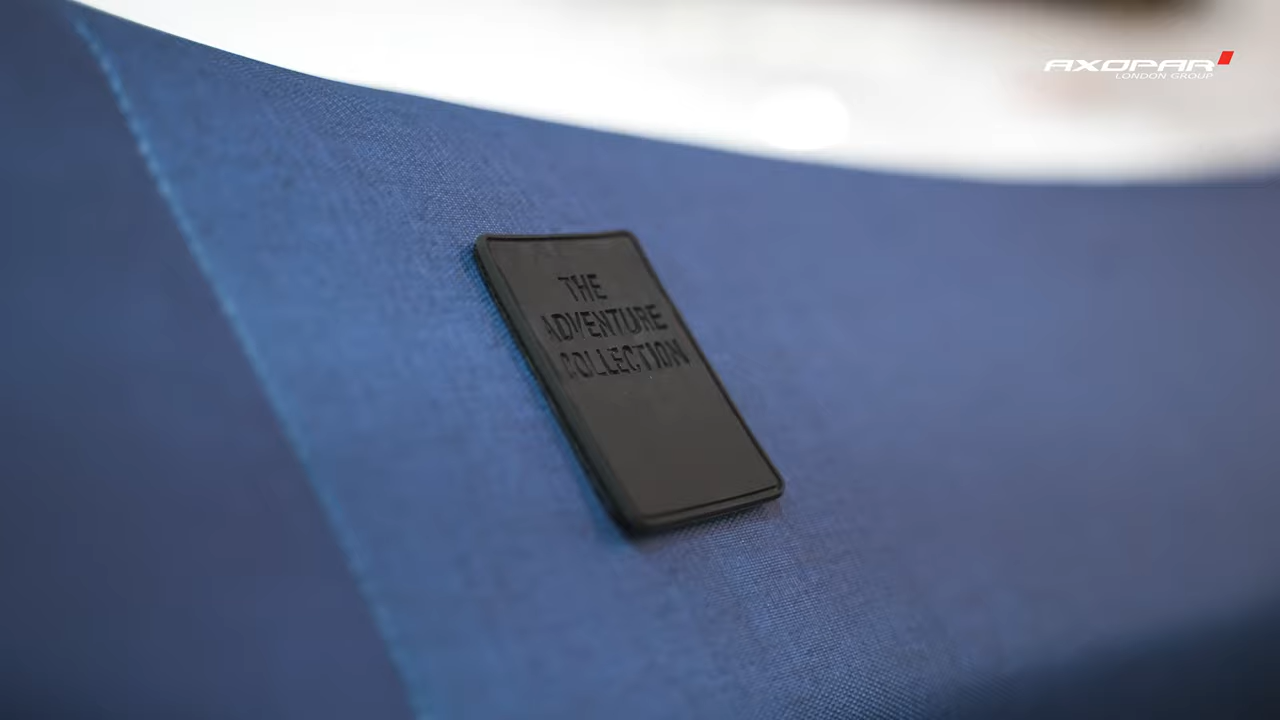 AXOPAR
LONDON GROUP
THE
ADVENTURE
COLLECTION